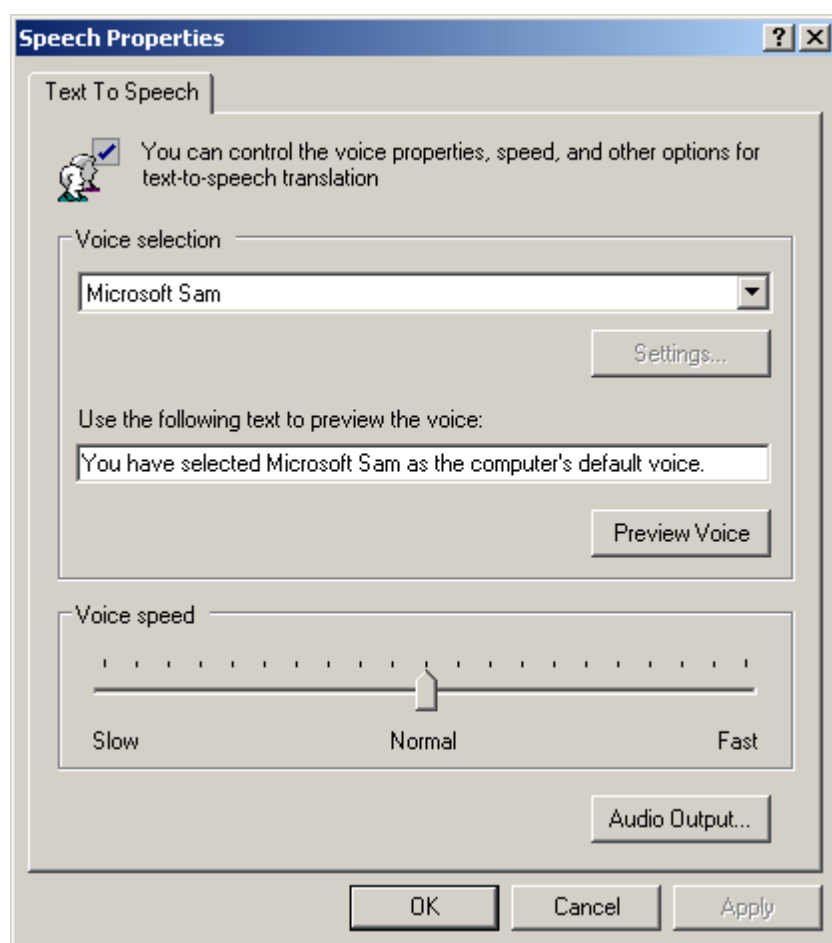 Speech Properties
Text To Speech
You can control the voice properties, speed, and other options for
text-to-speech translation
Voice selection
Microsoft Sam
Settings...
Use the following text to preview the voice:
You have selected Microsoft Sam as the computer's default voice.
Preview Voice
Voice speed
Slow Normal Fast
Audio Output...
OK Cancel Apply